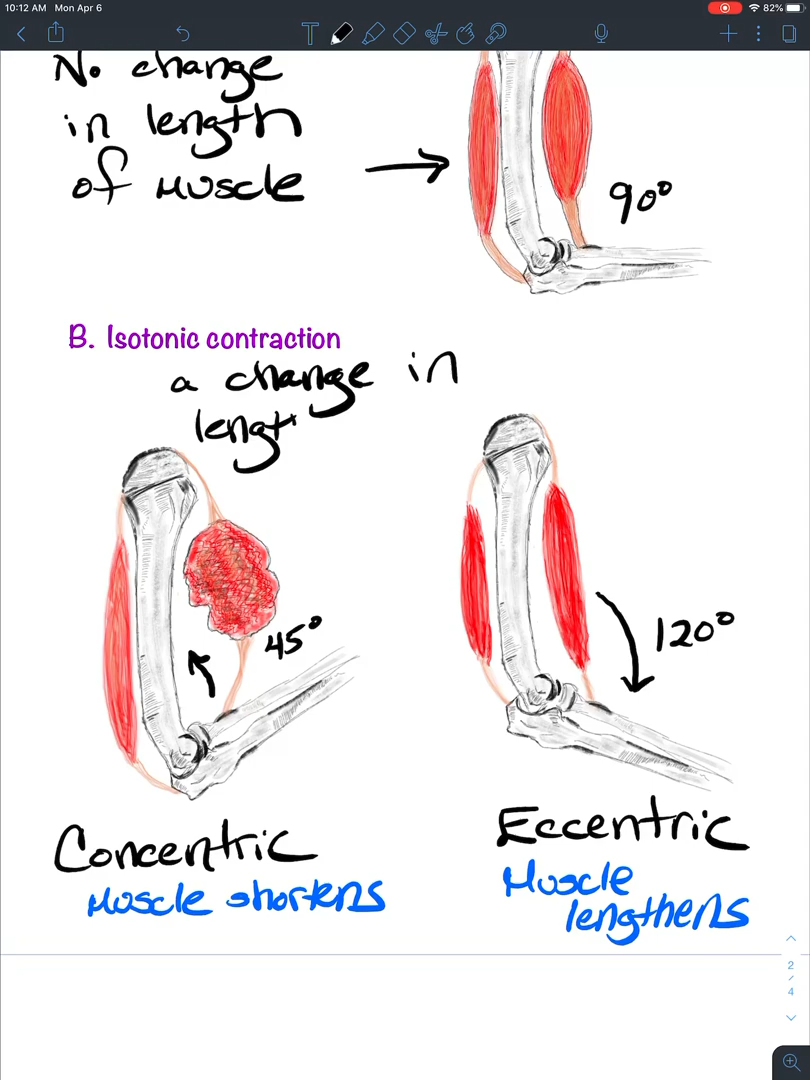 10:12 AM Mon Apr 6
82%
T
No change
in length
of muscle
90°
B. Isotonic contraction
a change in
lengt
45°
120°
Concentric
Muscle shortens
Eccentric
Muscle
lengthens
2
4